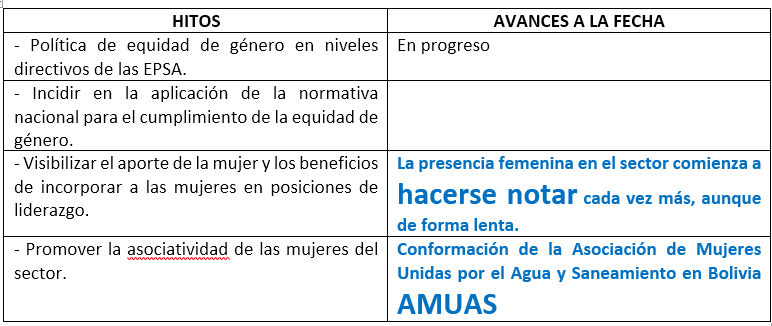 HITOS
AVANCES A LA FECHA
- Política de equidad de género en niveles
directivos de las EPSA.
En progreso
- Incidir en la aplicación de la normativa
nacional para el cumplimiento de la equidad de
género.
- Visibilizar el aporte de la mujer y los beneficios
de incorporar a las mujeres en posiciones de
liderazgo.
La presencia femenina en el sector comienza a
hacerse notar cada vez más, aunque
de forma lenta.
- Promover la asociatividad de las mujeres del
sector.
Conformación de la Asociación de Mujeres
Unidas por el Agua y Saneamiento en Bolivia
AMUAS